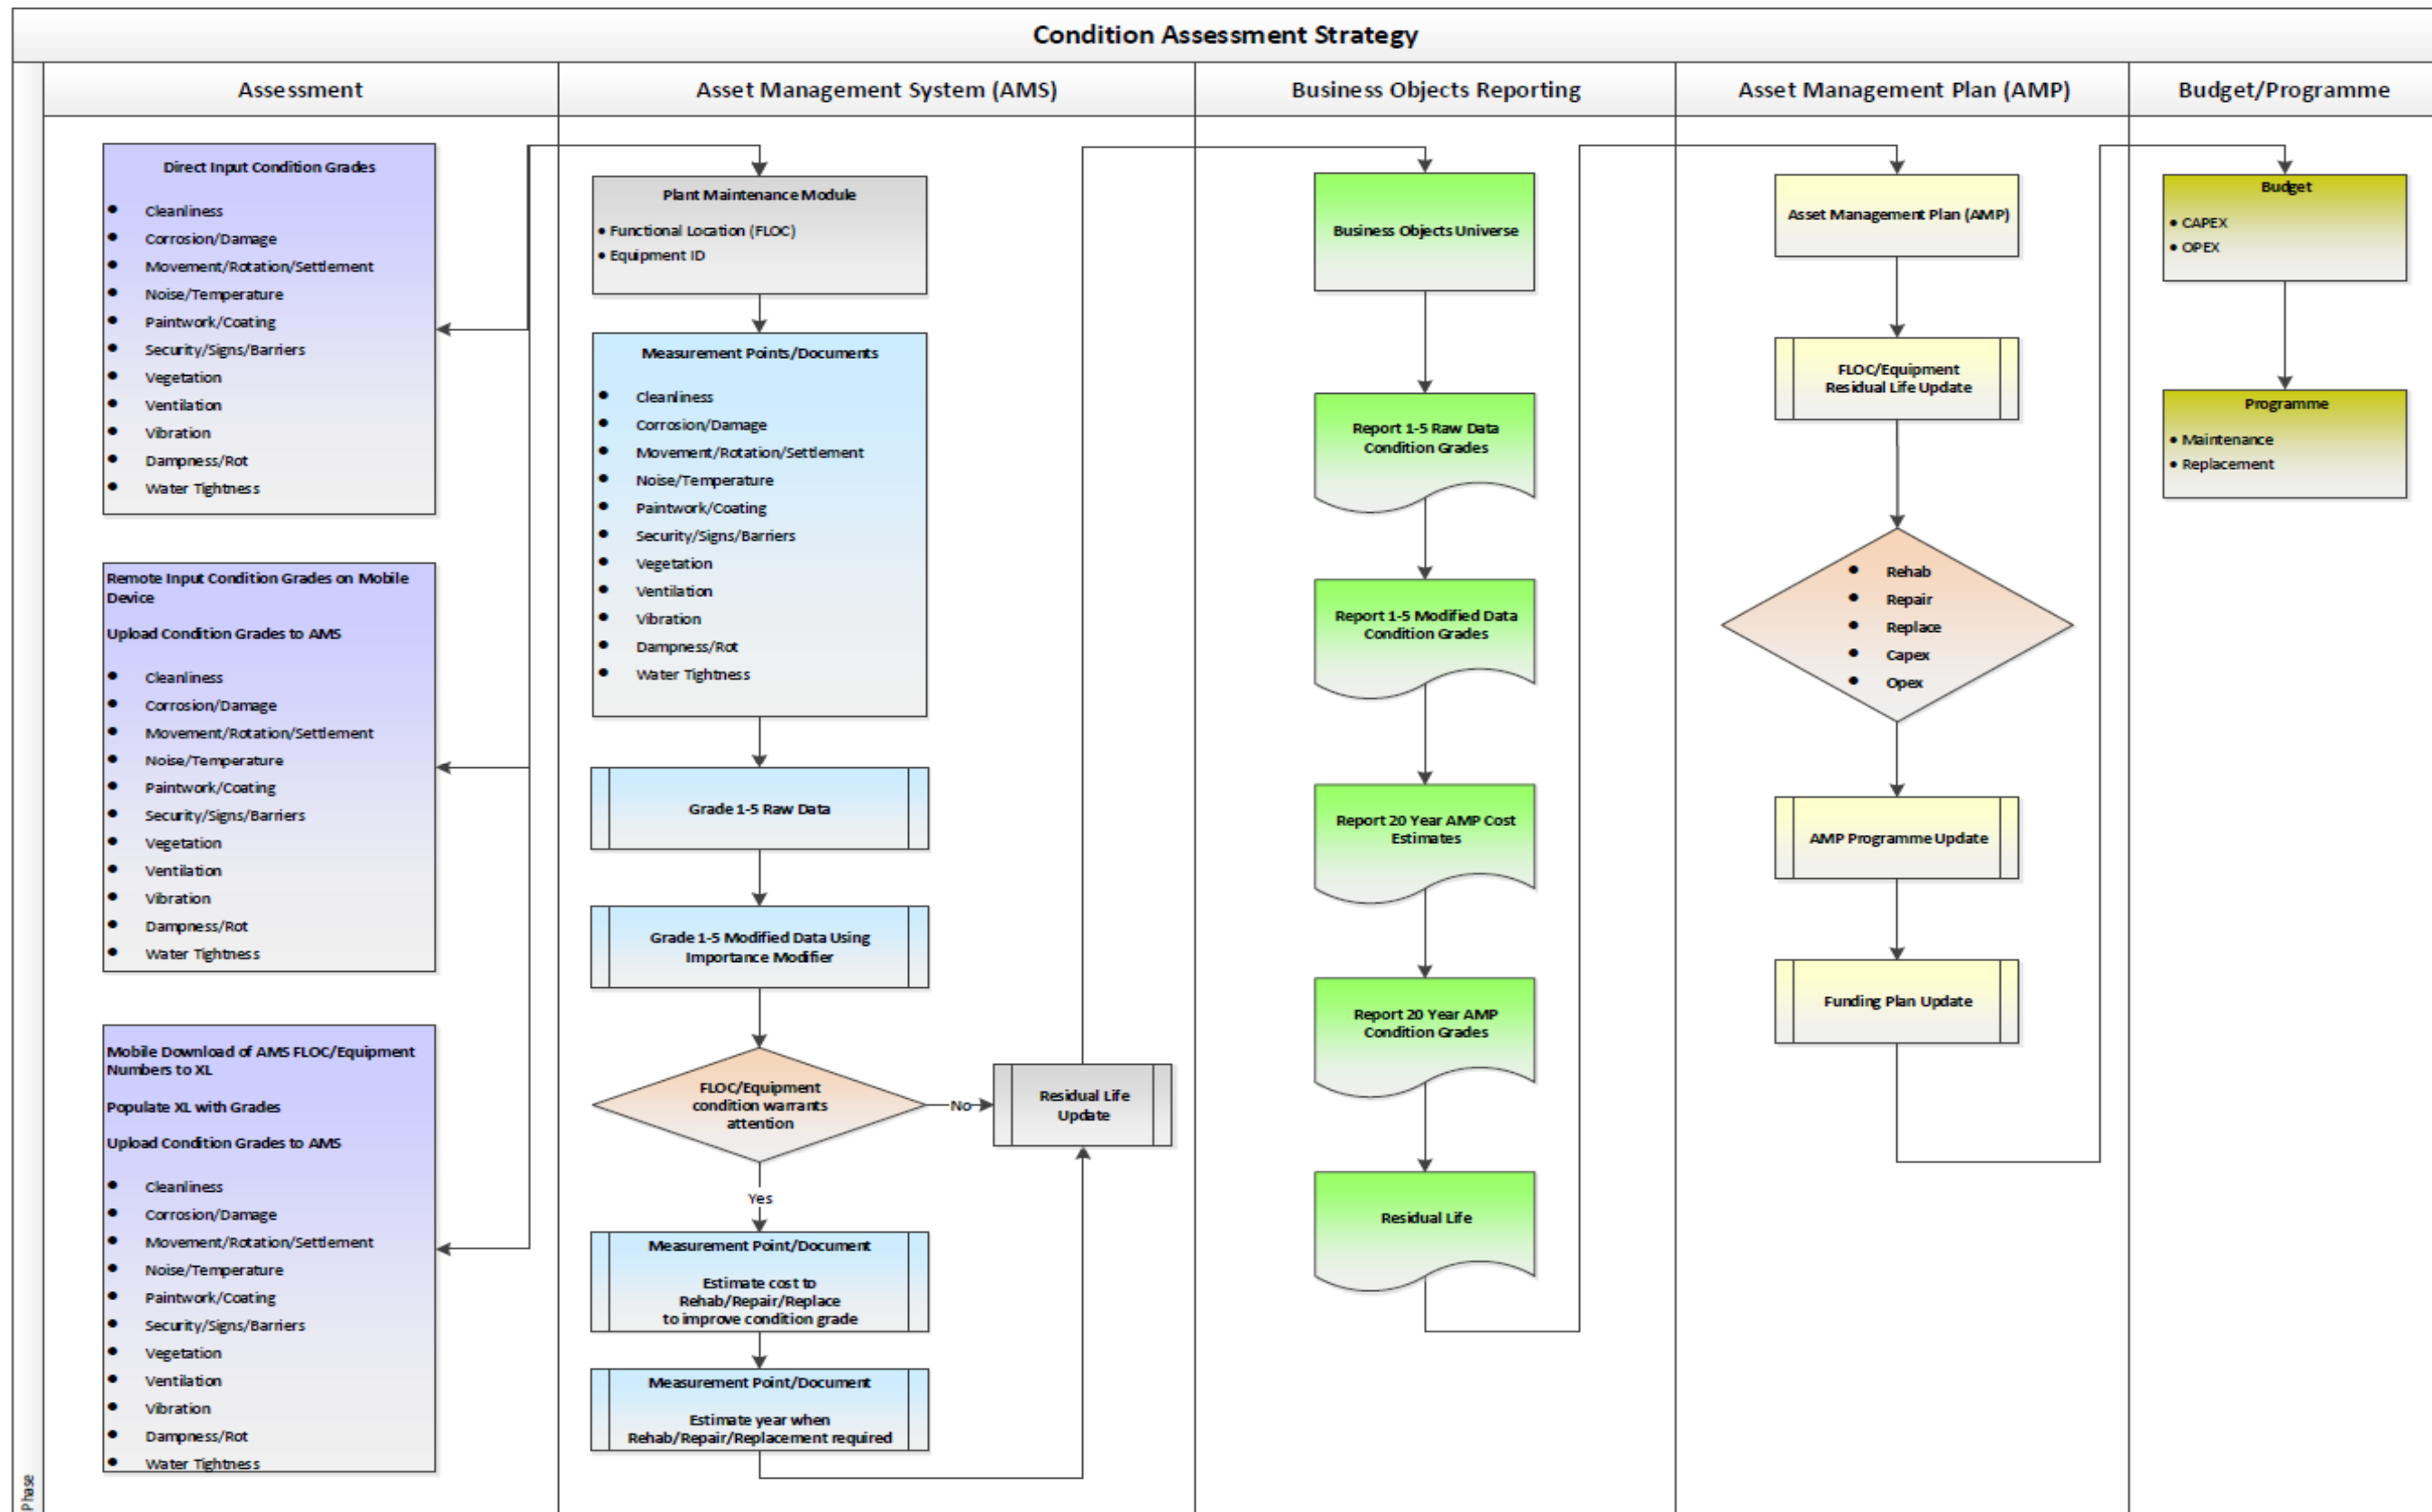 Condition Assessment Strategy
Assessment
Asset Management System (AMS)
Business Objects Reporting
Asset Management Plan (AMP)
Budget/Programme
Phase
Direct Input Condition Grades
• Cleanliness
• Corrosion/Damage
• Movement/Rotation/Settlement
• Noise/Temperature
• Paintwork/Coating
• Security/Signs/Barriers
• Vegetation
• Ventilation
• Vibration
• Dampness/Rot
• Water Tightness
Remote Input Condition Grades on Mobile
Device
Upload Condition Grades to AMS
• Cleanliness
• Corrosion/Damage
• Movement/Rotation/Settlement
• Noise/Temperature
• Paintwork/Coating
• Security/Signs/Barriers
• Vegetation
• Ventilation
• Vibration
• Dampness/Rot
• Water Tightness
Mobile Download of AMS FLOC/Equipment
Numbers to XL
Populate XL with Grades
Upload Condition Grades to AMS
• Cleanliness
• Corrosion/Damage
• Movement/Rotation/Settlement
• Noise/Temperature
• Paintwork/Coating
• Security/Signs/Barriers
• Vegetation
• Ventilation
• Vibration
• Dampness/Rot
• Water Tightness
Plant Maintenance Module
• Functional Location (FLOC)
• Equipment ID
Measurement Points/Documents
• Cleanliness
• Corrosion/Damage
• Movement/Rotation/Settlement
• Noise/Temperature
• Paintwork/Coating
• Security/Signs/Barriers
• Vegetation
• Ventilation
• Vibration
• Dampness/Rot
• Water Tightness
Grade 1-5 Raw Data
Grade 1-5 Modified Data Using
Importance Modifier
FLOC/Equipment
condition warrants
attention
No
Residual Life
Update
Yes
Measurement Point/Document
Estimate cost to
Rehab/Repair/Replace
to improve condition grade
Measurement Point/Document
Estimate year when
Rehab/Repair/Replacement required
Business Objects Universe
Report 1-5 Raw Data
Condition Grades
Report 1-5 Modified Data
Condition Grades
Report 20 Year AMP Cost
Estimates
Report 20 Year AMP
Condition Grades
Residual Life
Asset Management Plan (AMP)
FLOC/Equipment
Residual Life Update
• Rehab
• Repair
• Replace
• Capex
• Opex
AMP Programme Update
Funding Plan Update
Budget
• CAPEX
• OPEX
Programme
• Maintenance
• Replacement